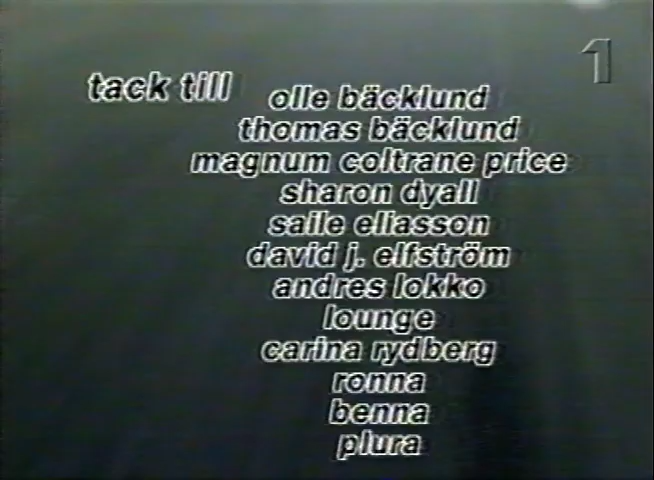 1
tack till
olle bäcklund
thomas bäcklund
magnum coltrane price
sharon dyall
saile eliasson
david j. elfström
andres lokko
lounge
carina rydberg
ronna
benna
plura